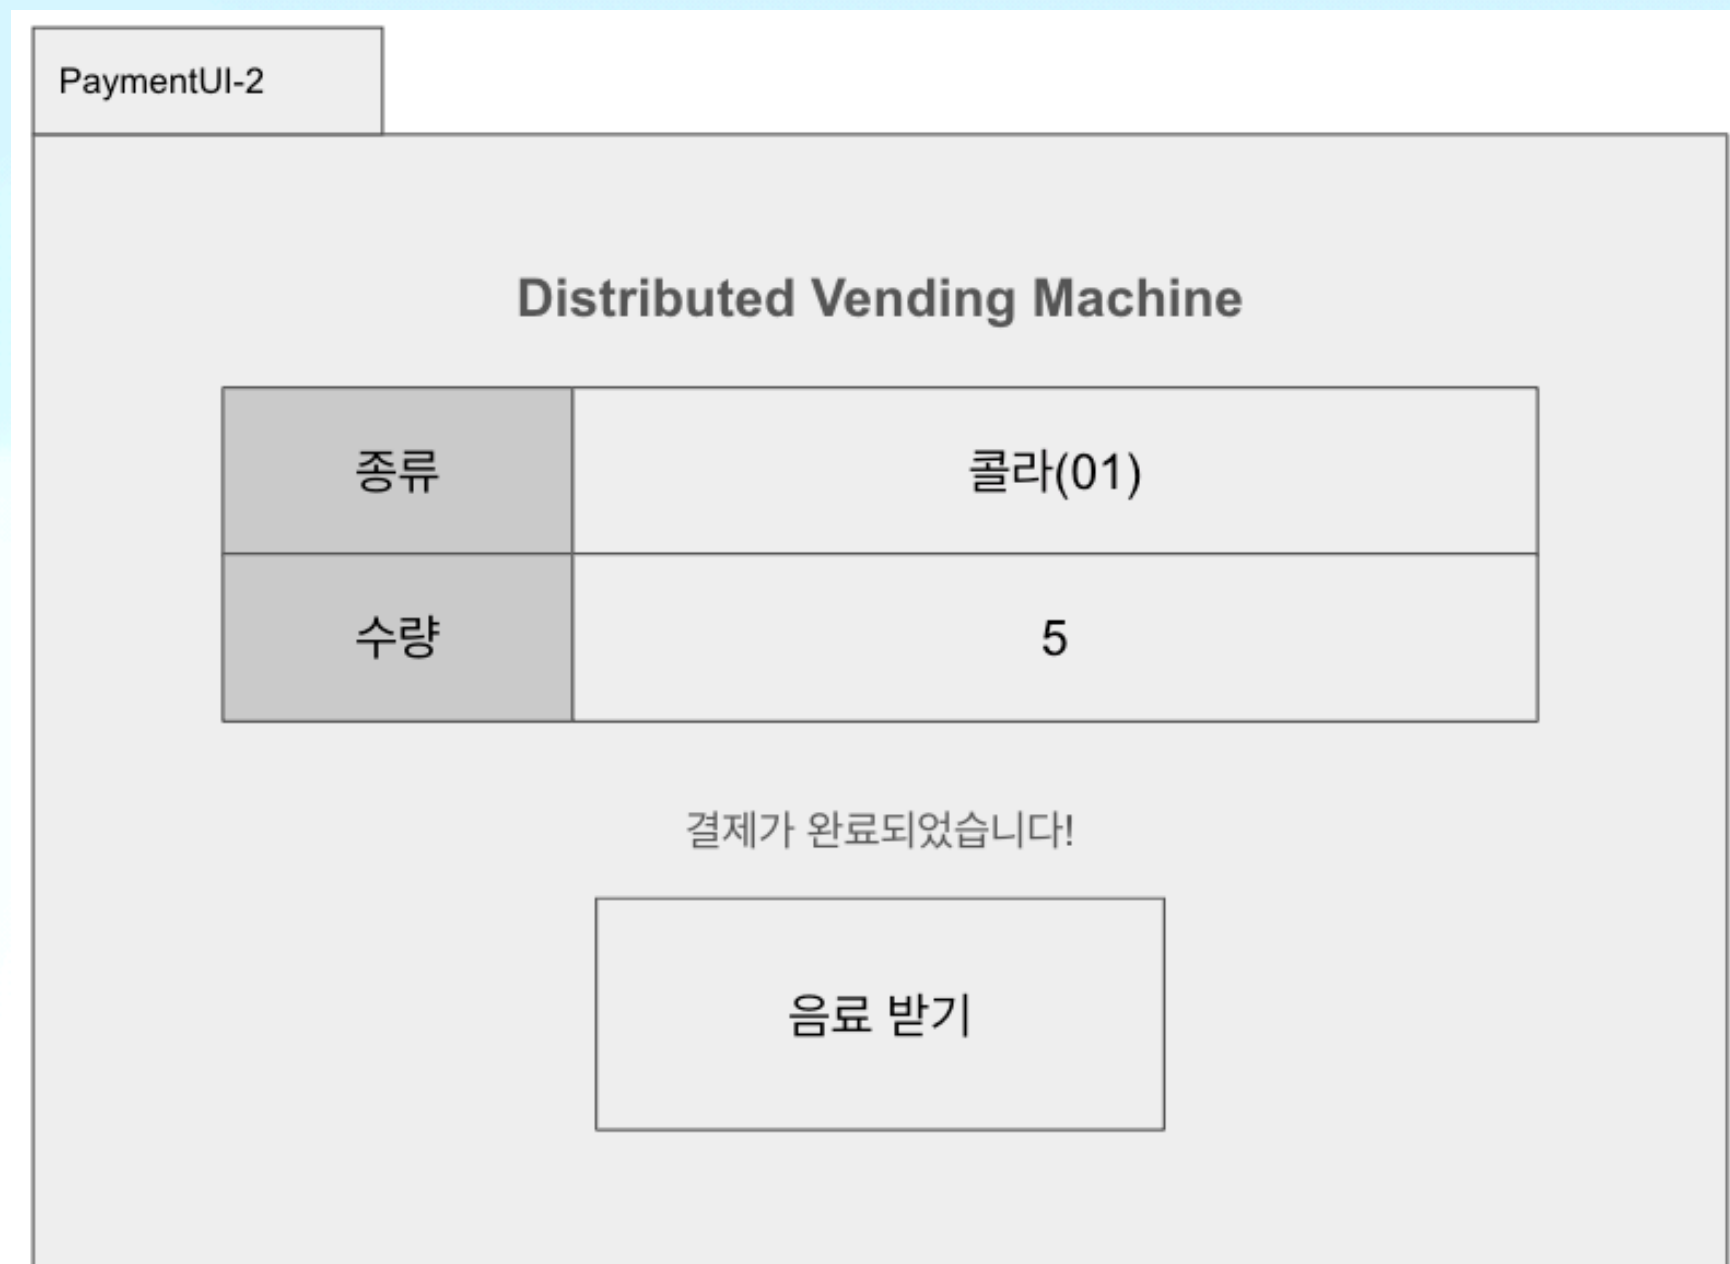 PaymentUI-2
Distributed Vending Machine
종류 콜라(01)
수량 5
결제가 완료되었습니다!
음료 받기